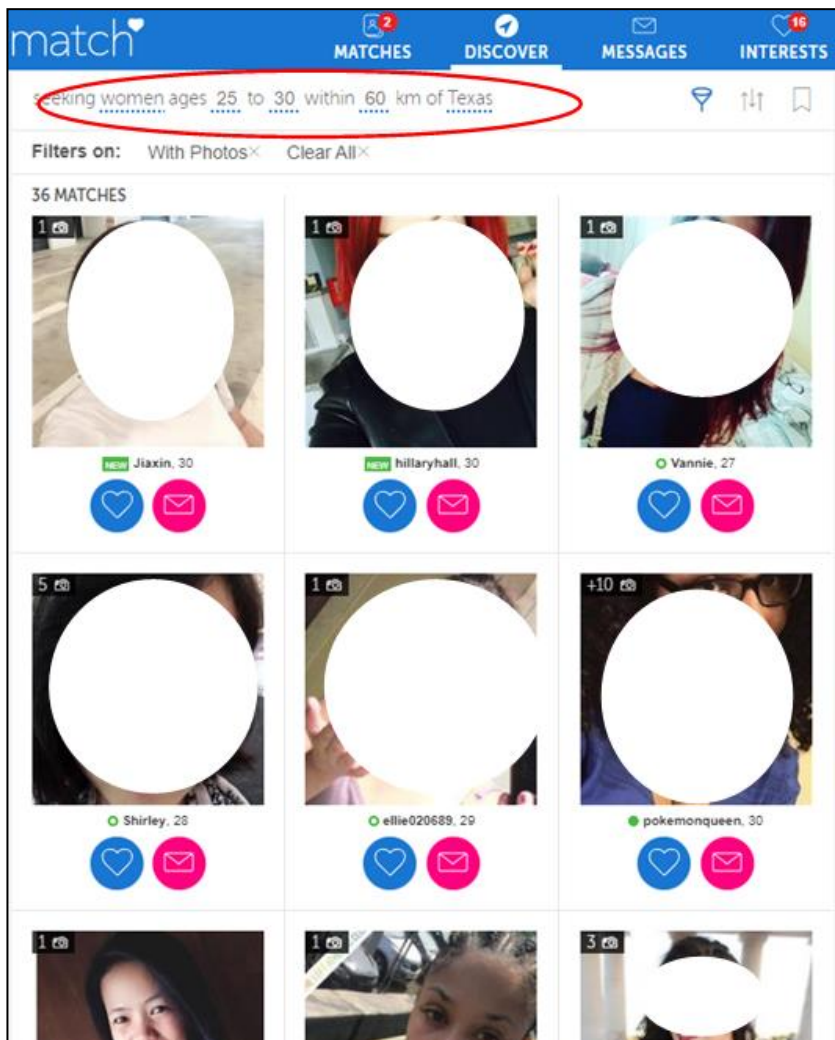 match
2
16
MATCHES DISCOVER MESSAGES INTERESTS
seeking women ages 25 to 30 within 60 km of Texas
Filters on: With Photos× Clear All×
36 MATCHES
1 1 1
NEW Jiaxin, 30 NEW hillaryhall, 30 Vannie, 27
5 1 +10
Shirley, 28 ellie020689, 29 pokemonqueen, 30
1 1 3